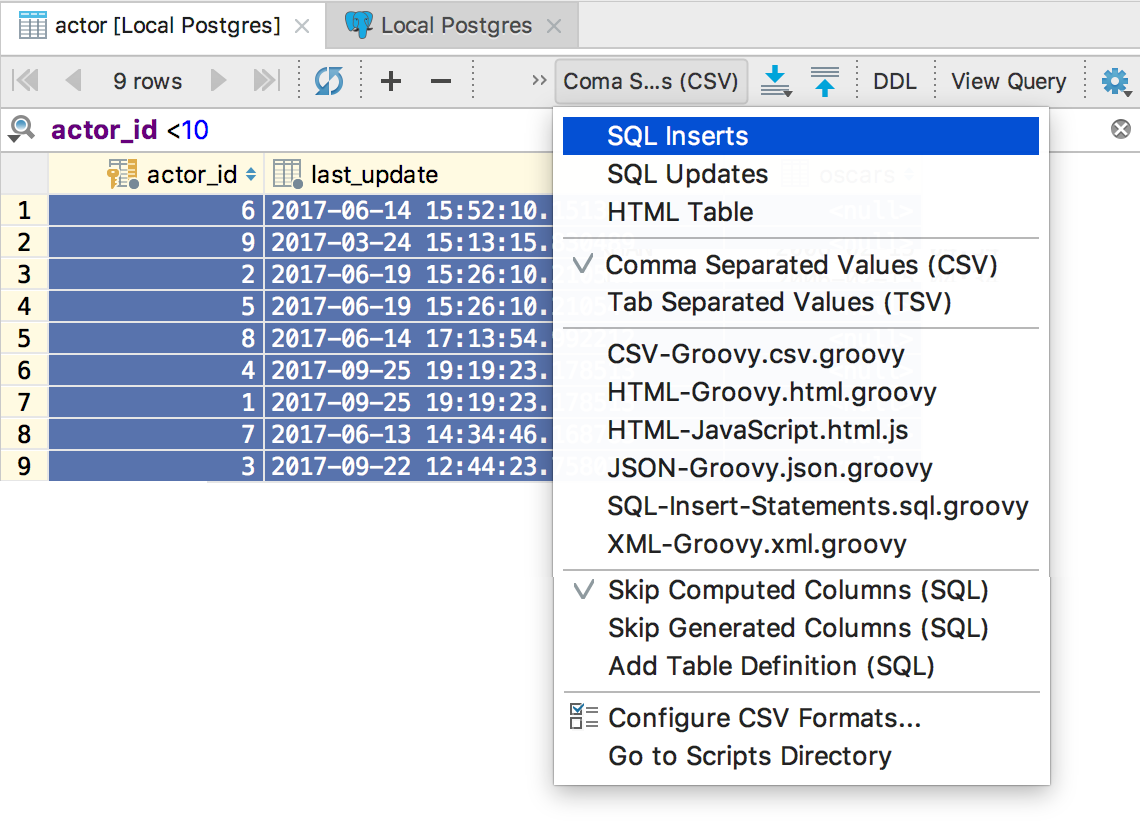 actor [Local Postgres] Local Postgres
9 rows Coma S...s (CSV) DDL View Query
actor_id <10
actor_id last_update oscars
1 6 2017-06-14 15:52:10. <null>
2 9 2017-03-24 15:13:15. <null>
3 2 2017-06-19 15:26:10.
4 5 2017-06-19 15:26:10.
5 8 2017-06-14 17:13:54.
6 4 2017-09-25 19:19:23.
7 1 2017-09-25 19:19:23.
8 7 2017-06-13 14:34:46.
9 3 2017-09-22 12:44:23.
SQL Inserts
SQL Updates
HTML Table
Comma Separated Values (CSV)
Tab Separated Values (TSV)
CSV-Groovy.csv.groovy
HTML-Groovy.html.groovy
HTML-JavaScript.html.js
JSON-Groovy.json.groovy
SQL-Insert-Statements.sql.groovy
XML-Groovy.xml.groovy
Skip Computed Columns (SQL)
Skip Generated Columns (SQL)
Add Table Definition (SQL)
Configure CSV Formats...
Go to Scripts Directory